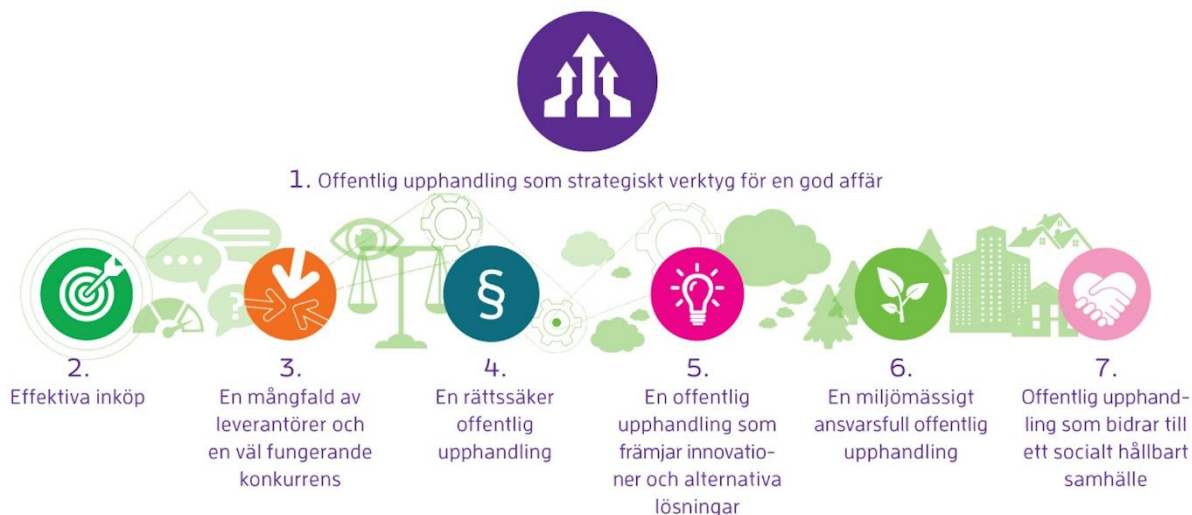 1. Offentlig upphandling som strategiskt verktyg för en god affär
?
§
2.
Effektiva inköp
3.
En mångfald av
leverantörer och
en väl fungerande
konkurrens
4.
En rättssäker
offentlig
upphandling
5.
En offentlig
upphandling som
främjar innovatio-
ner och alternativa
lösningar
6.
En miljömässigt
ansvarsfull offentlig
upphandling
7.
Offentlig upphand-
ling som bidrar till
ett socialt hållbart
samhälle